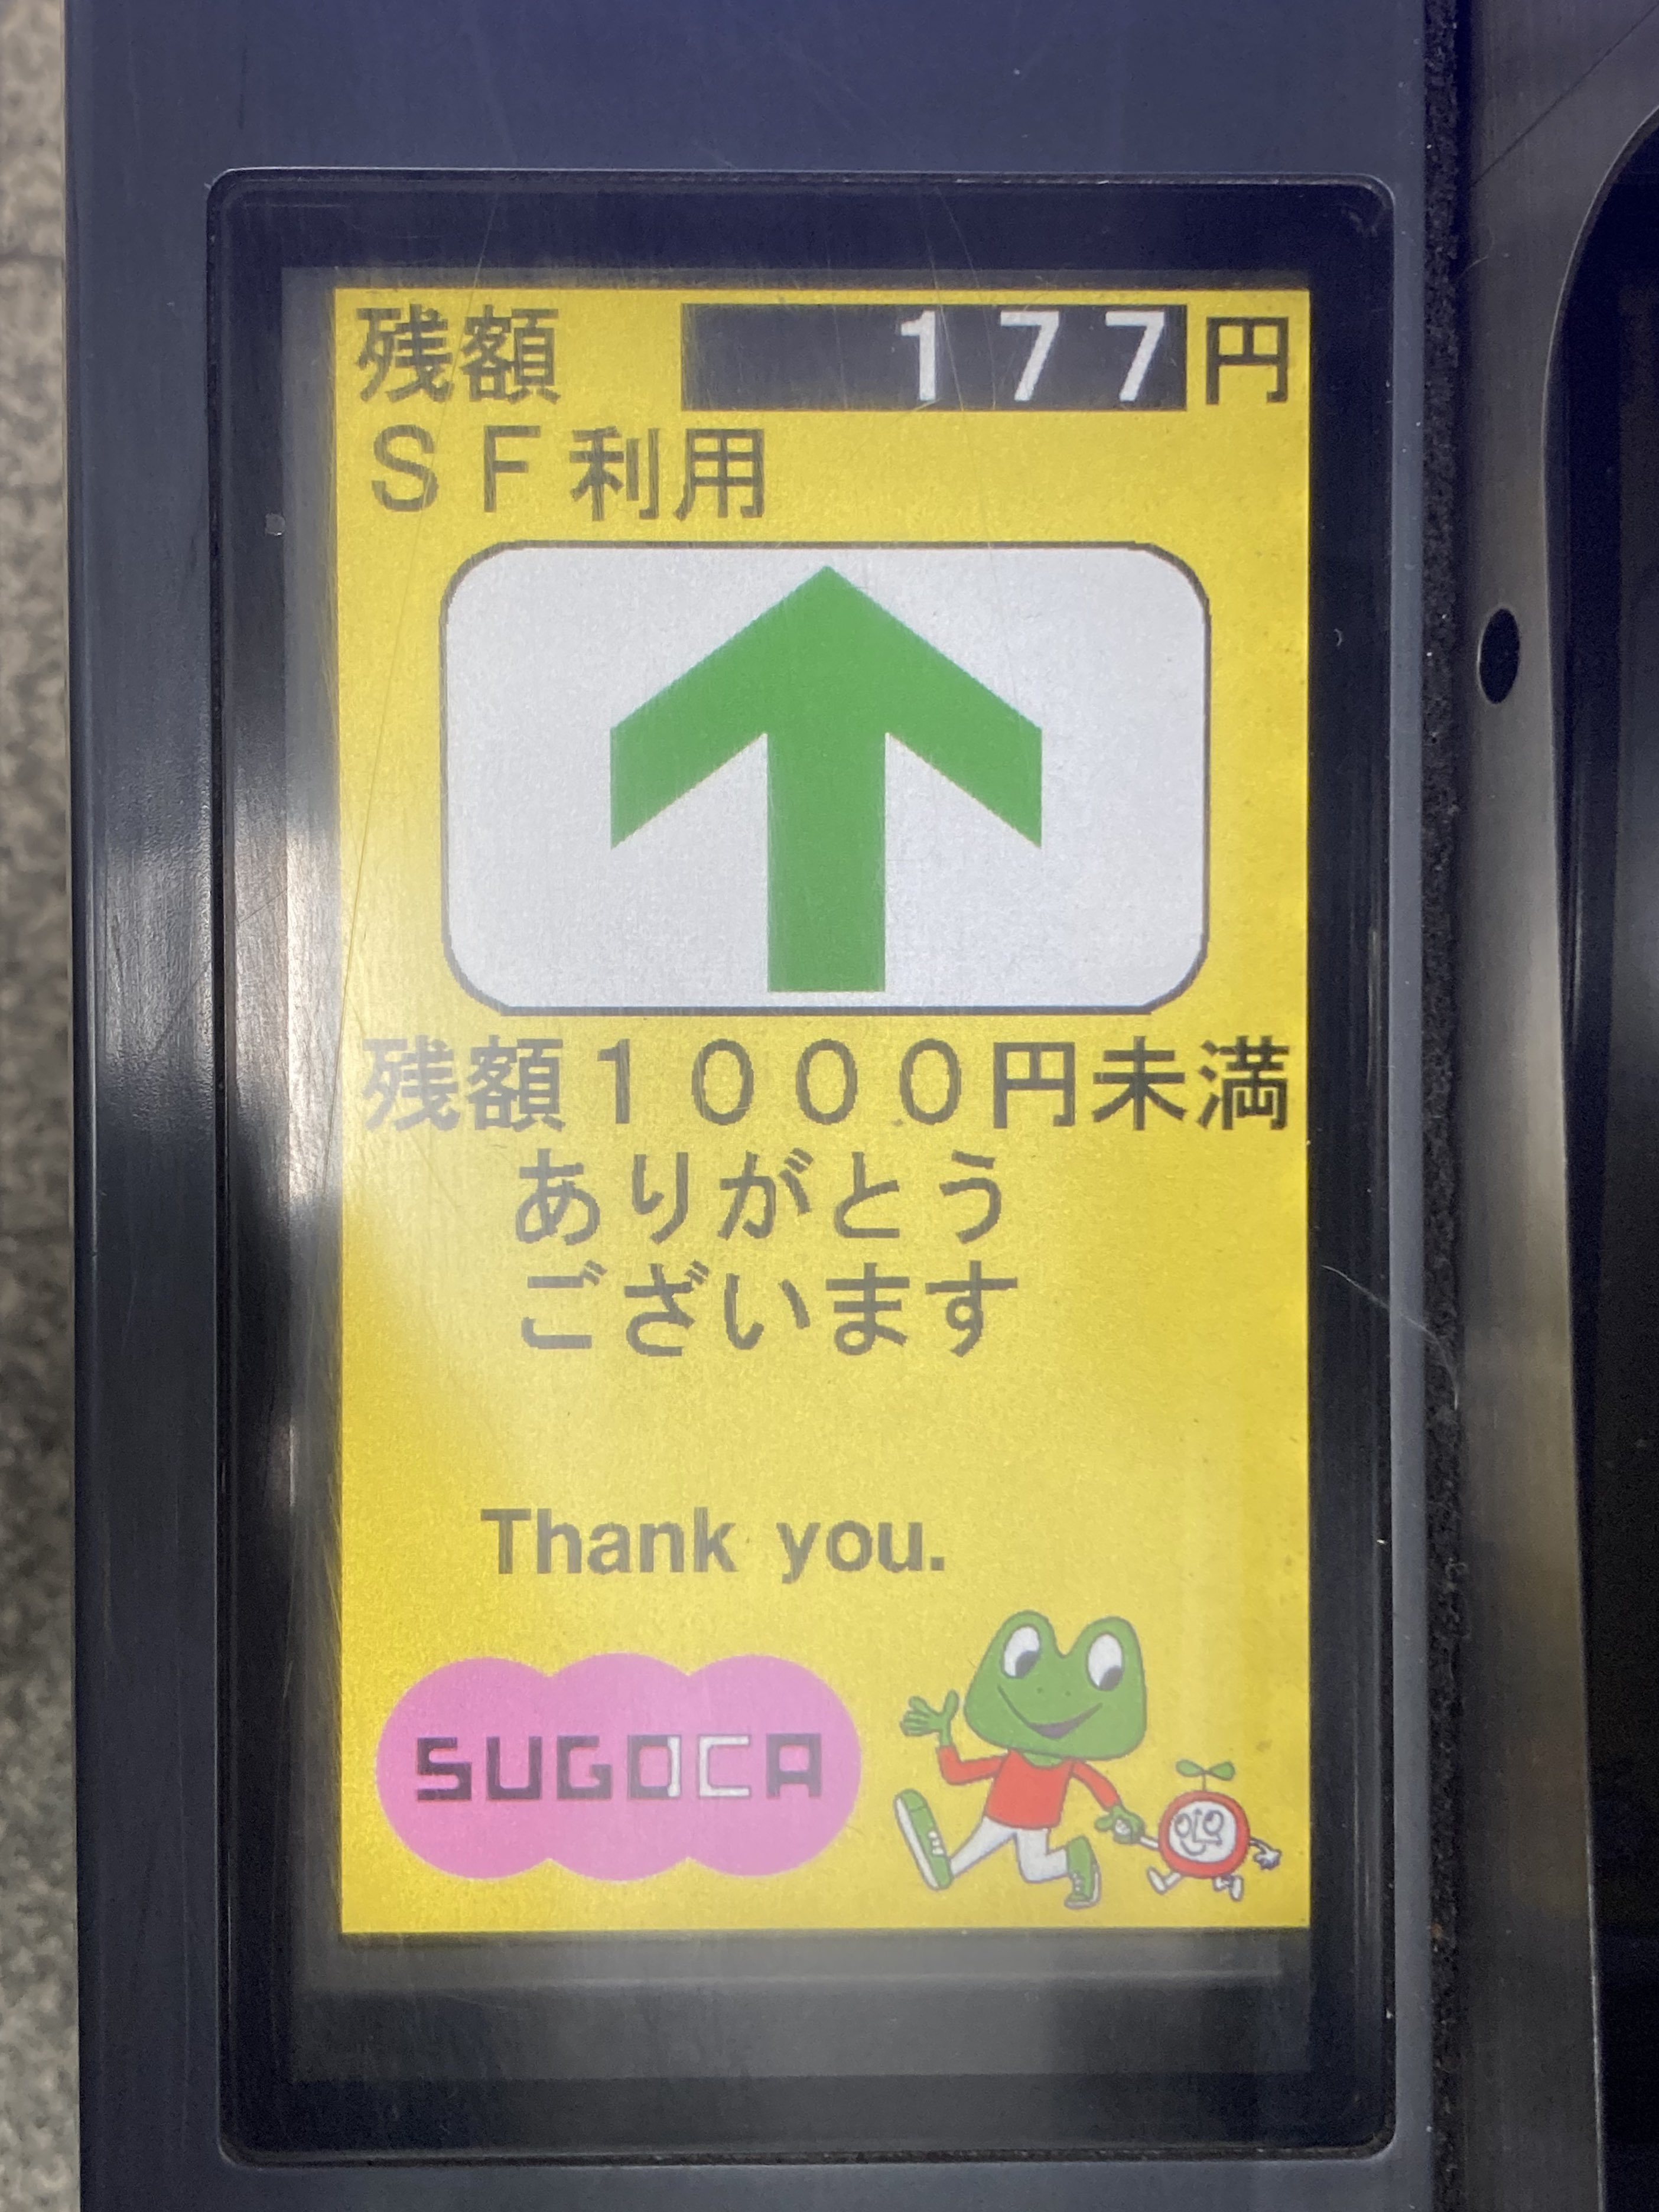 残額 177円
ＳＦ利用
残額１０００円未満
ありがとう
ございます
Thank you.
SUGOCA